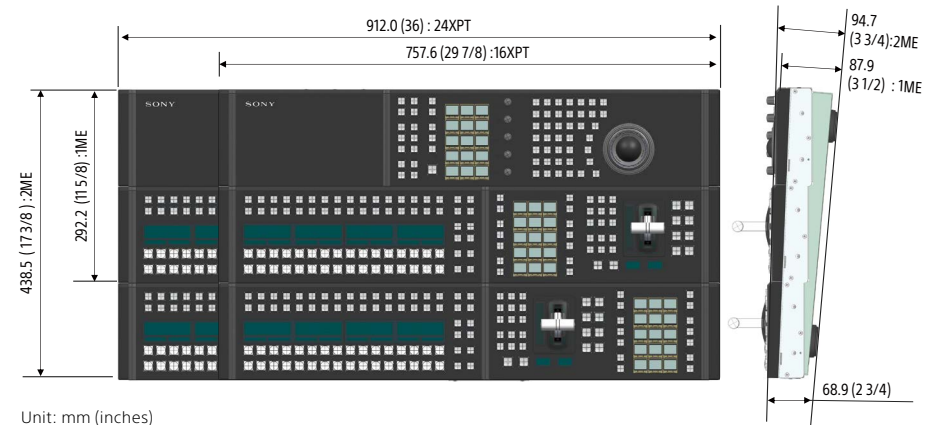 912.0 (36) : 24XPT
757.6 (29 7/8) :16XPT
94.7
(3 3/4):2ME
87.9
(3 1/2) : 1ME
SONY
SONY
438.5 (17 3/8) :2ME
292.2 (11 5/8) :1ME
68.9 (2 3/4)
Unit: mm (inches)